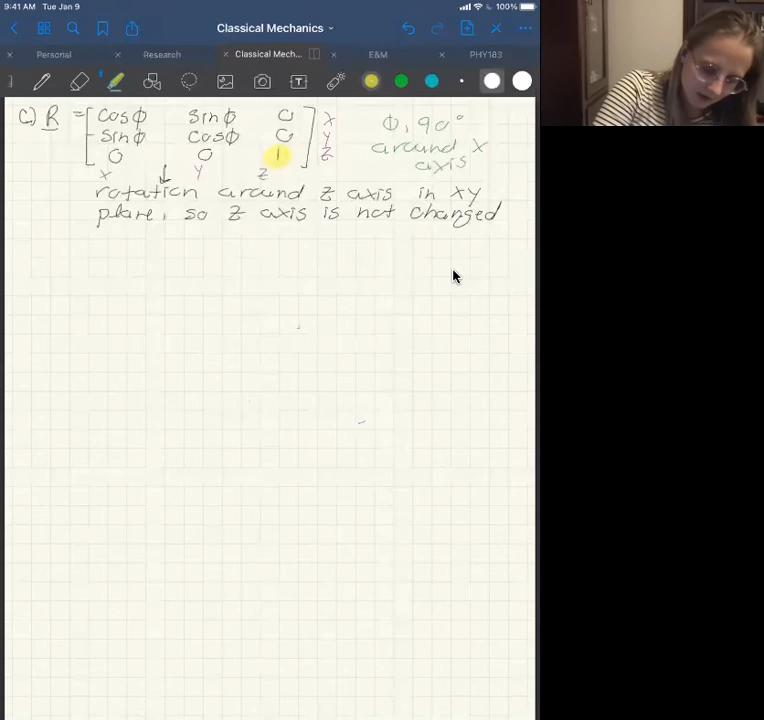 9:41 AM Tue Jan 9
100%
Classical Mechanics
Personal
Research
Classical Mech...
E&M
PHY183
C.) R = cosϕ sinϕ 0 X
-sinϕ cosϕ 0 Y
0 0 1 Z
X Y Z
ϕ, 90°
around X
axis
rotation around Z axis in XY
plane, so Z axis is not changed